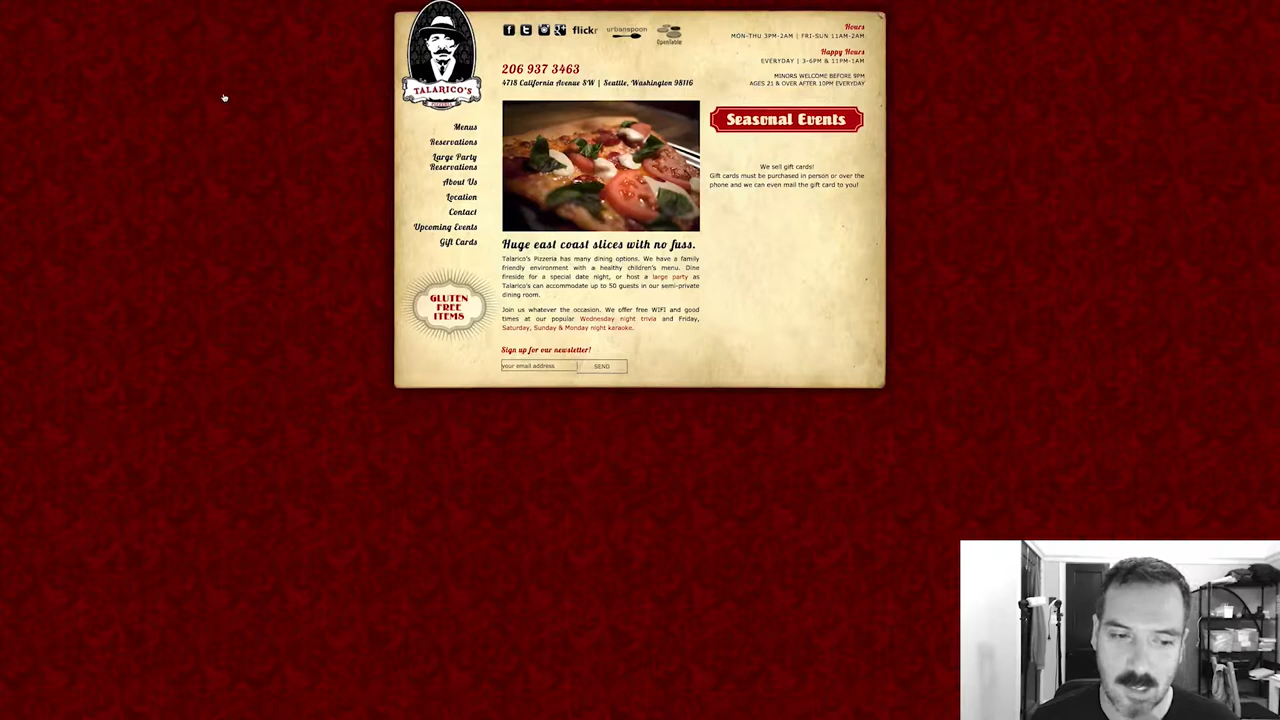 TALARICO'S
PIZZERIA
flickr
urbanspoon
OpenTable
Hours
MON-THU 3PM-2AM | FRI-SUN 11AM-2AM
Happy Hours
EVERYDAY | 3-6PM & 11PM-1AM
MINORS WELCOME BEFORE 9PM
AGES 21 & OVER AFTER 10PM EVERYDAY
206 937 3463
4718 California Avenue SW | Seattle, Washington 98116
Menus
Reservations
Large Party
Reservations
About Us
Location
Contact
Upcoming Events
Gift Cards
GLUTEN
FREE
ITEMS
Huge east coast slices with no fuss.
Talarico's Pizzeria has many dining options. We have a family
friendly environment with a healthy children's menu. Dine
fireside for a special date night, or host a large party as
Talarico's can accommodate up to 50 guests in our semi-private
dining room.
Join us whatever the occasion. We offer free WIFI and good
times at our popular Wednesday night trivia and Friday,
Saturday, Sunday & Monday night karaoke.
Sign up for our newsletter!
your email address
SEND
Seasonal Events
We sell gift cards!
Gift cards must be purchased in person or over the
phone and we can even mail the gift card to you!